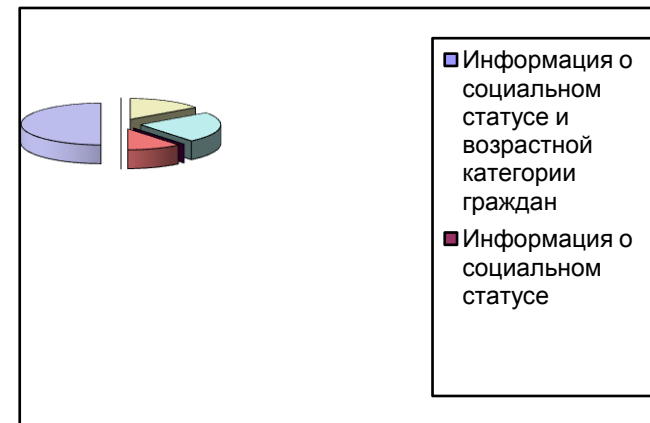 Информация о
социальном
статусе и
возрастной
категории
граждан
Информация о
социальном
статусе